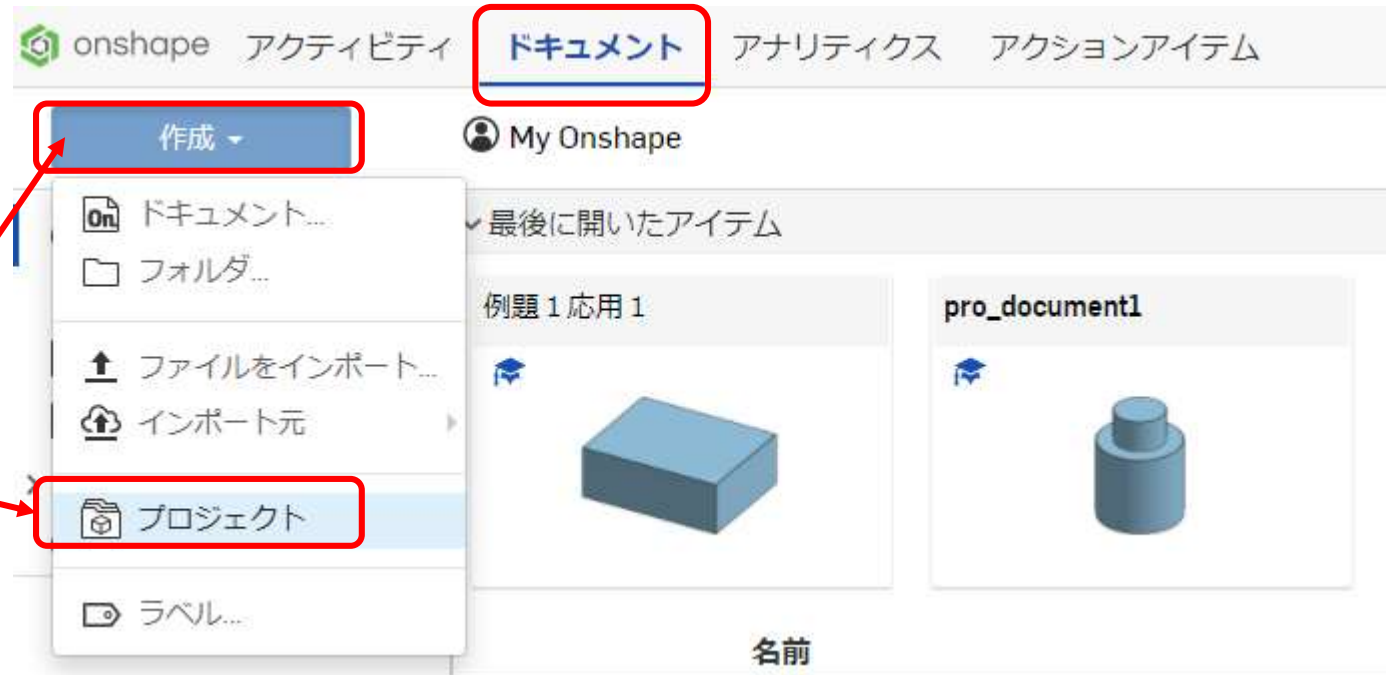 onshape アクティビティ ドキュメント アナリティクス アクションアイテム
作成
My Onshape
ドキュメント...
フォルダ...
ファイルをインポート...
インポート元
プロジェクト
ラベル...
最後に開いたアイテム
例題１応用１
pro_document1
名前